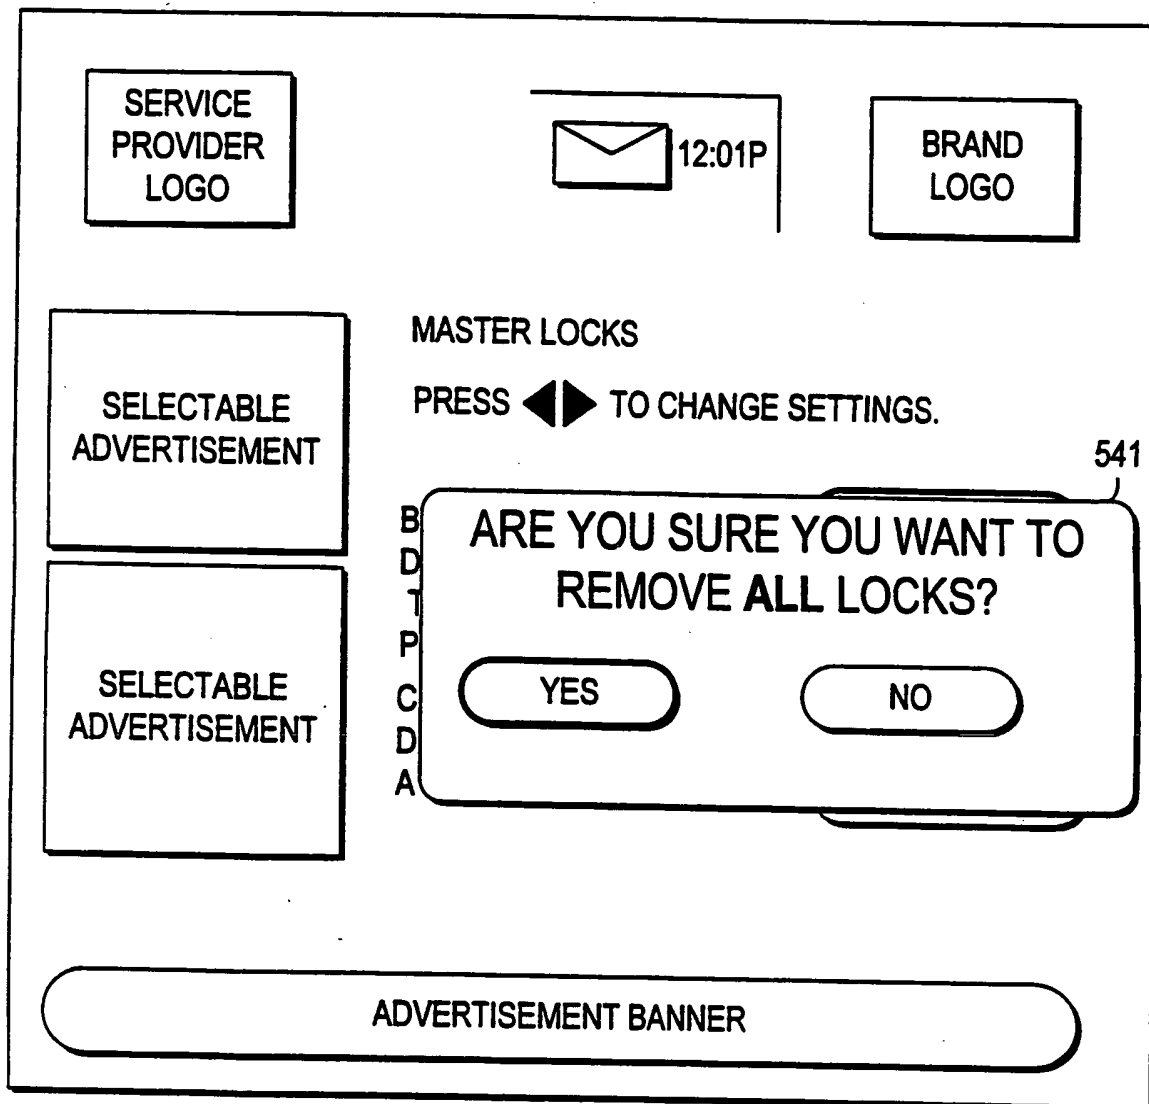 SERVICE
PROVIDER
LOGO
12:01P
BRAND
LOGO
SELECTABLE
ADVERTISEMENT
MASTER LOCKS
PRESS ◀▶ TO CHANGE SETTINGS.
541
B
D
T
P
C
D
A
ARE YOU SURE YOU WANT TO
REMOVE ALL LOCKS?
YES
NO
SELECTABLE
ADVERTISEMENT
ADVERTISEMENT BANNER